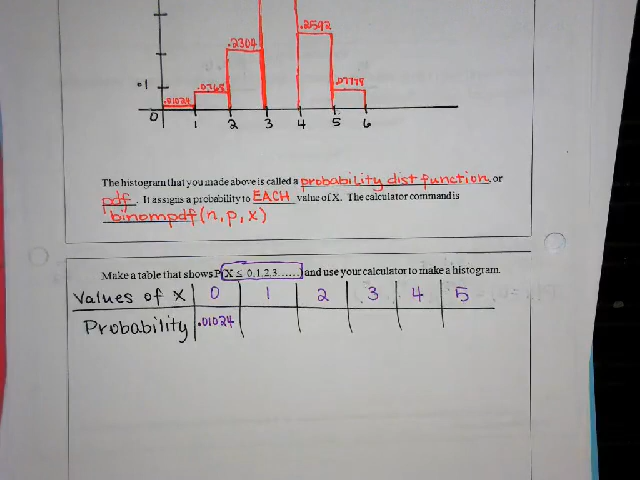 .2592
.2304
.1
.01024
.0768
.07778
0 1 2 3 4 5 6
The histogram that you made above is called a probability dist function, or
pdf. It assigns a probability to EACH value of X. The calculator command is
binompdf(n, p, x)
Make a table that shows P(X ≤ 0,1,2,3......) and use your calculator to make a histogram.
Values of X 0 1 2 3 4 5
Probability .01024